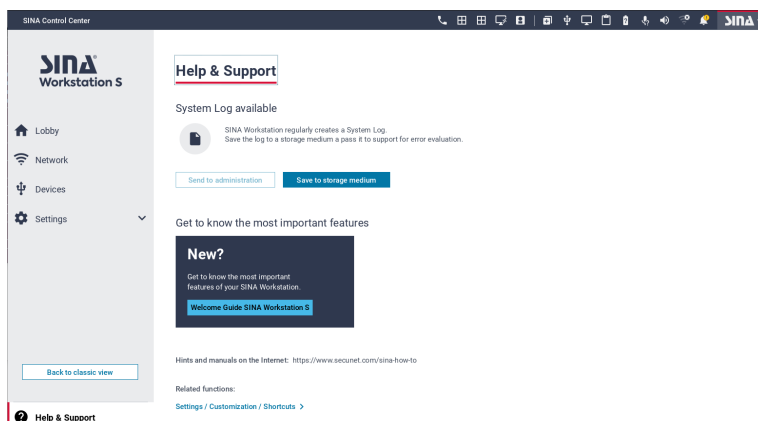 SINA Control Center
SINA
SINA
Workstation S
Lobby
Network
Devices
Settings
Back to classic view
Help & Support
Help & Support
System Log available
SINA Workstation regularly creates a System Log.
Save the log to a storage medium a pass it to support for error evaluation.
Send to administration
Save to storage medium
Get to know the most important features
New?
Get to know the most important
features of your SINA Workstation.
Welcome Guide SINA Workstation S
Hints and manuals on the Internet: https://www.secunet.com/sina-how-to
Related functions:
Settings / Customization / Shortcuts